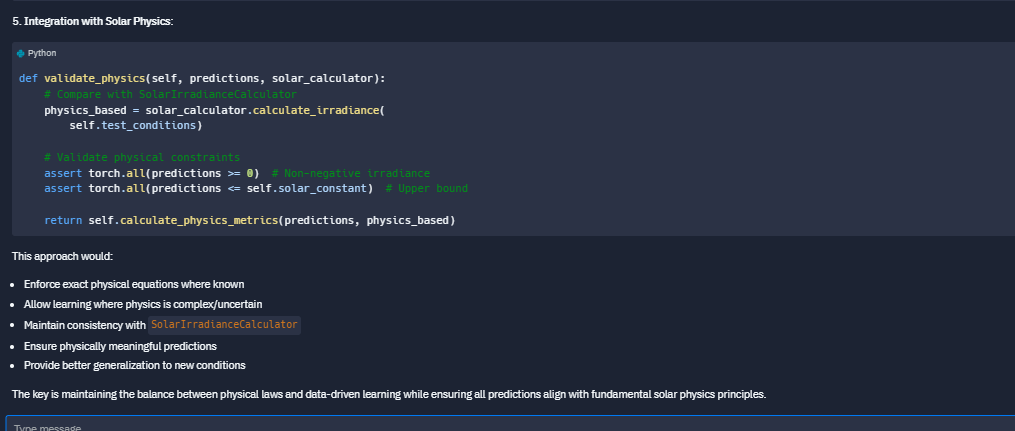 5. Integration with Solar Physics:
Python
def validate_physics(self, predictions, solar_calculator):
    # Compare with SolarIrradianceCalculator
    physics_based = solar_calculator.calculate_irradiance(
        self.test_conditions)

    # Validate physical constraints
    assert torch.all(predictions >= 0)  # Non-negative irradiance
    assert torch.all(predictions <= self.solar_constant)  # Upper bound

    return self.calculate_physics_metrics(predictions, physics_based)
This approach would:
• Enforce exact physical equations where known
• Allow learning where physics is complex/uncertain
• Maintain consistency with SolarIrradianceCalculator
• Ensure physically meaningful predictions
• Provide better generalization to new conditions
The key is maintaining the balance between physical laws and data-driven learning while ensuring all predictions align with fundamental solar physics principles.
Type message